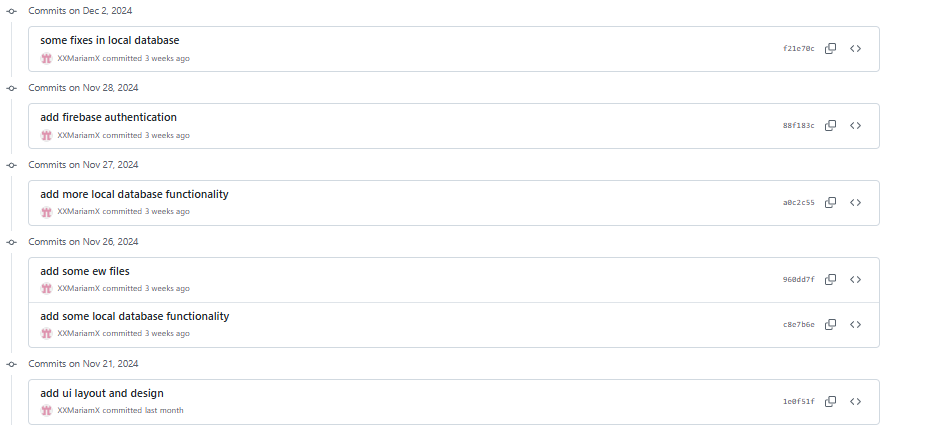 Commits on Dec 2, 2024
some fixes in local database
XXMariamX committed 3 weeks ago
f21e70c
Commits on Nov 28, 2024
add firebase authentication
XXMariamX committed 3 weeks ago
88f183c
Commits on Nov 27, 2024
add more local database functionality
XXMariamX committed 3 weeks ago
a0c2c55
Commits on Nov 26, 2024
add some ew files
XXMariamX committed 3 weeks ago
960dd7f
add some local database functionality
XXMariamX committed 3 weeks ago
c8e7b6e
Commits on Nov 21, 2024
add ui layout and design
XXMariamX committed last month
1e0f51f